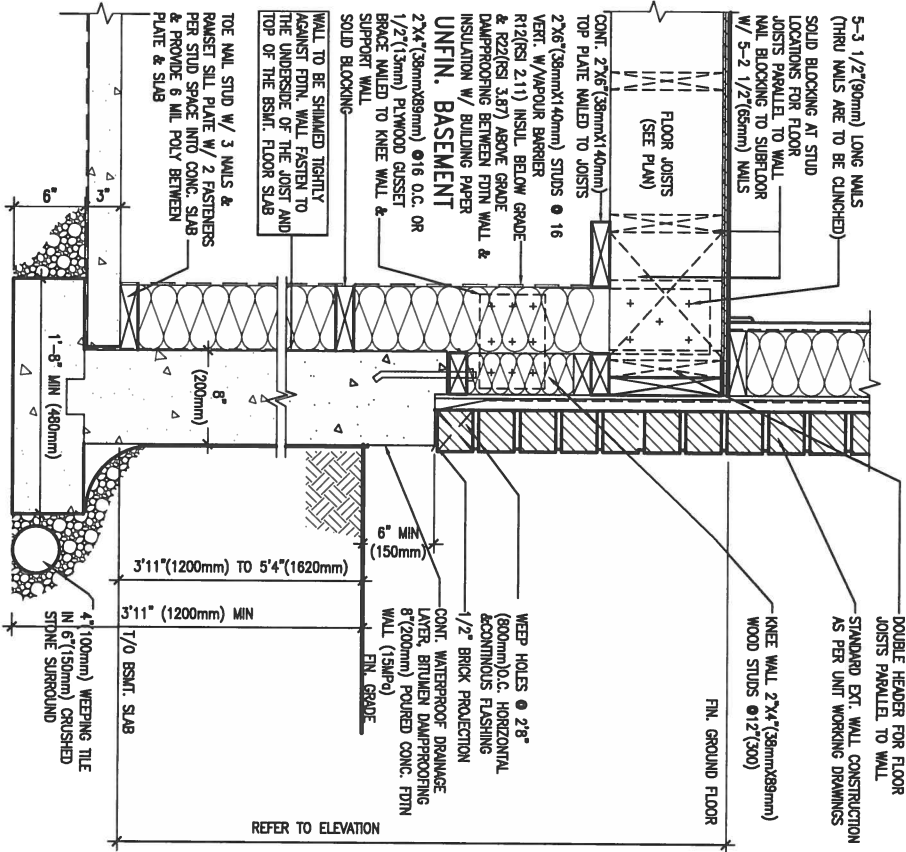 5-3 1/2"(90mm) LONG NAILS
(THRU NAILS ARE TO BE CLINCHED)
SOLID BLOCKING AT STUD
LOCATIONS FOR FLOOR
JOISTS PARALLEL TO WALL
NAIL BLOCKING TO SUBFLOOR
W/ 5-2 1/2"(65mm) NAILS
FLOOR JOISTS
(SEE PLAN)
CONT. 2"X6"(38mmX140mm)
TOP PLATE NAILED TO JOISTS
2"X6"(38mmX140mm) STUDS @ 16
VERT. W/VAPOUR BARRIER
R12(RSI 2.11) INSUL. BELOW GRADE
& R22(RSI 3.87) ABOVE GRADE
& DAMPPROOFING BETWEEN FDTN WALL &
INSULATION W/ BUILDING PAPER
UNFIN. BASEMENT
2"X4"(38mmX89mm) @16 O.C. OR
1/2"(13mm) PLYWOOD GUSSET
BRACE NAILED TO KNEE WALL &
SUPPORT WALL
SOLID BLOCKING
WALL TO BE SHIMMED TIGHTLY
AGAINST FDTN. WALL FASTEN TO
THE UNDERSIDE OF THE JOIST AND
TOP OF THE BSMT. FLOOR SLAB
TOE NAIL STUD W/ 3 NAILS &
RAMSET SILL PLATE W/ 2 FASTENERS
PER STUD SPACE INTO CONC. SLAB
& PROVIDE 6 MIL POLY BETWEEN
PLATE & SLAB
3"
6"
1'-8" MIN (480mm)
8"
(200mm)
DOUBLE HEADER FOR FLOOR
JOISTS PARALLEL TO WALL
STANDARD EXT. WALL CONSTRUCTION
AS PER UNIT WORKING DRAWINGS
KNEE WALL 2"X4"(38mmX89mm)
WOOD STUDS @12"(300)
FIN. GROUND FLOOR
WEEP HOLES @ 2'8"
(800mm)O.C. HORIZONTAL
&CONTINOUS FLASHING
1/2" BRICK PROJECTION
CONT. WATERPROOF DRAINAGE
LAYER, BITUMEN DAMPPROOFING
8"(200mm) POURED CONC. FDTN
WALL (15MPa)
FIN. GRADE
6" MIN
(150mm)
3'11"(1200mm) TO 5'4"(1620mm)
3'11" (1200mm) MIN
T/O BSMT. SLAB
4"(100mm) WEEPING TILE
IN 6"(150mm) CRUSHED
STONE SURROUND
REFER TO ELEVATION